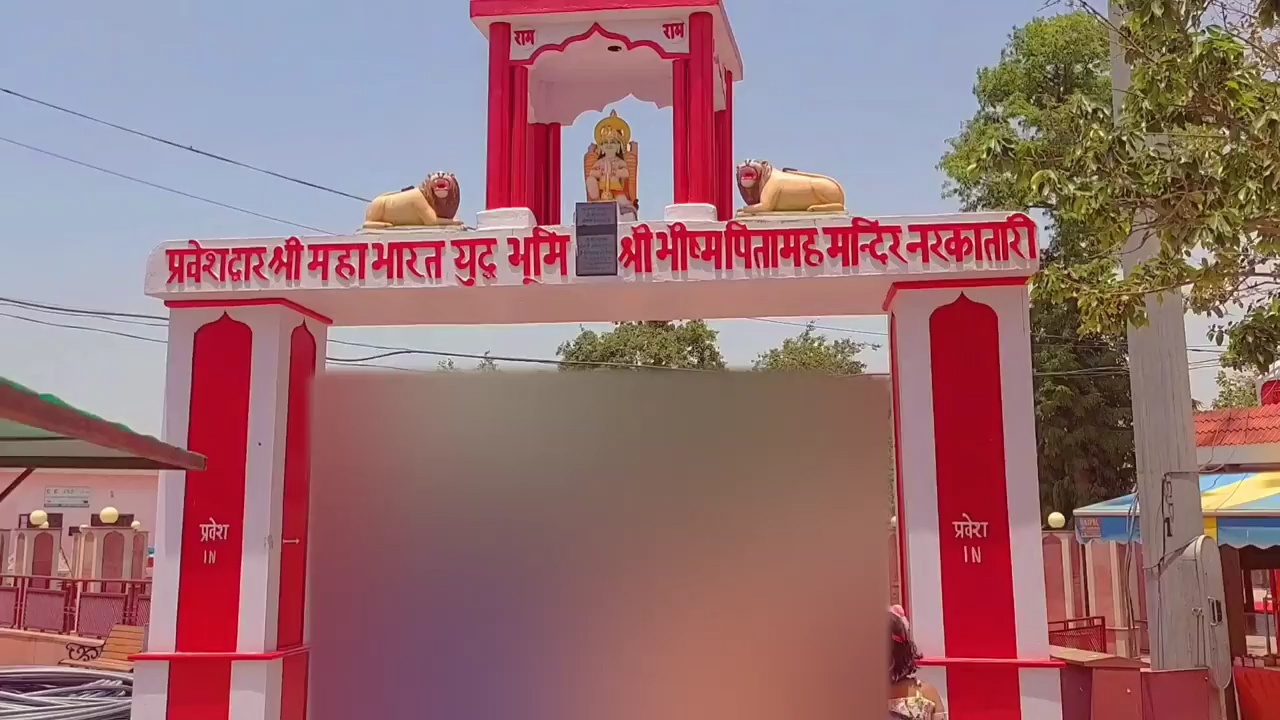 राम राम
प्रवेशद्वार श्री महाभारत युद्ध भूमि श्री भीष्मपितामह मन्दिर नरकातारी
प्रवेश
IN
प्रवेश
IN